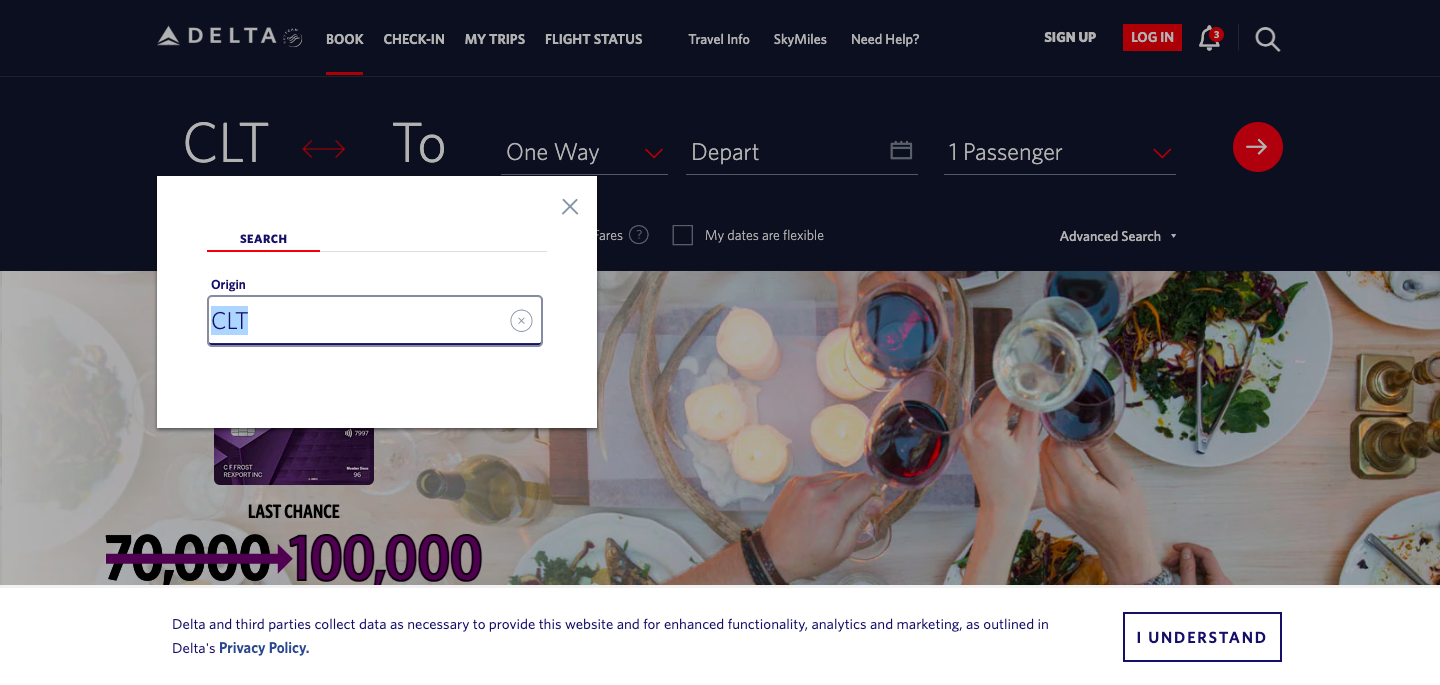 DELTA
BOOK CHECK-IN MY TRIPS FLIGHT STATUS Travel Info SkyMiles Need Help? SIGN UP LOG IN 3
CLT To One Way Depart 1 Passenger
Fares ? My dates are flexible Advanced Search
SEARCH
Origin
CLT
7997
C F FROST
REXPORT INC
96
LAST CHANCE
70,000 100,000
Delta and third parties collect data as necessary to provide this website and for enhanced functionality, analytics and marketing, as outlined in
Delta's Privacy Policy.
I UNDERSTAND